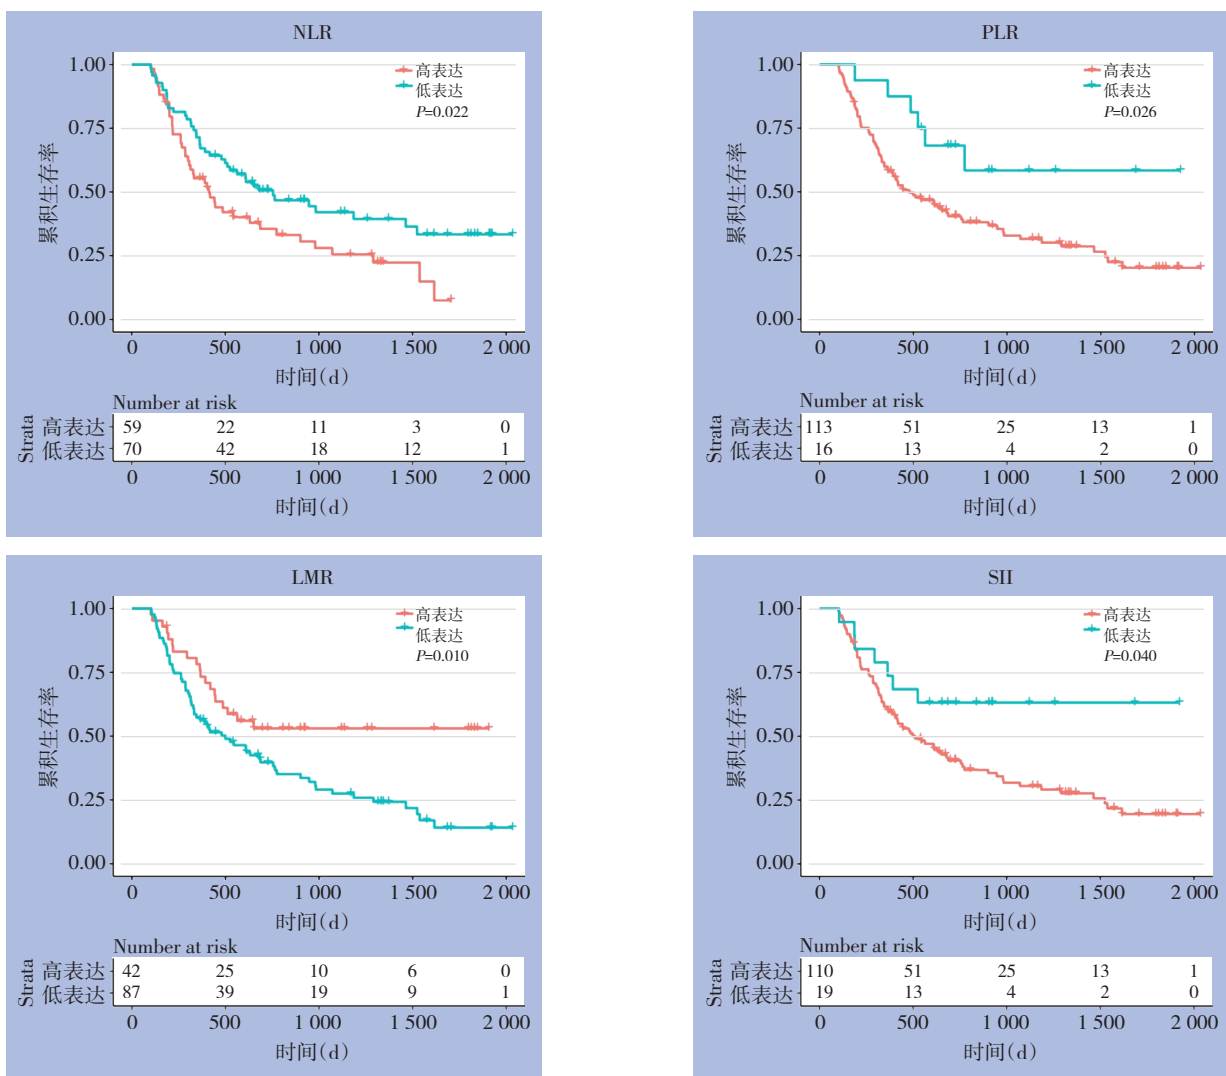 NLR
1.00
0.75
0.50
0.25
0.00
累积生存率
高表达
低表达
P=0.022
0 500 1 000 1 500 2 000
时间(d)
Number at risk
Strata
高表达 59 22 11 3 0
低表达 70 42 18 12 1
0 500 1 000 1 500 2 000
时间(d)
PLR
1.00
0.75
0.50
0.25
0.00
累积生存率
高表达
低表达
P=0.026
0 500 1 000 1 500 2 000
时间(d)
Number at risk
Strata
高表达 113 51 25 13 1
低表达 16 13 4 2 0
0 500 1 000 1 500 2 000
时间(d)
LMR
1.00
0.75
0.50
0.25
0.00
累积生存率
高表达
低表达
P=0.010
0 500 1 000 1 500 2 000
时间(d)
Number at risk
Strata
高表达 42 25 10 6 0
低表达 87 39 19 9 1
0 500 1 000 1 500 2 000
时间(d)
SII
1.00
0.75
0.50
0.25
0.00
累积生存率
高表达
低表达
P=0.040
0 500 1 000 1 500 2 000
时间(d)
Number at risk
Strata
高表达 110 51 25 13 1
低表达 19 13 4 2 0
0 500 1 000 1 500 2 000
时间(d)